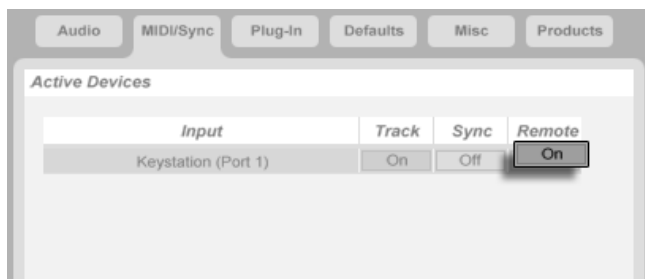 Audio MIDI/Sync Plug-In Defaults Misc Products
Active Devices
Input Track Sync Remote
Keystation (Port 1) On Off On